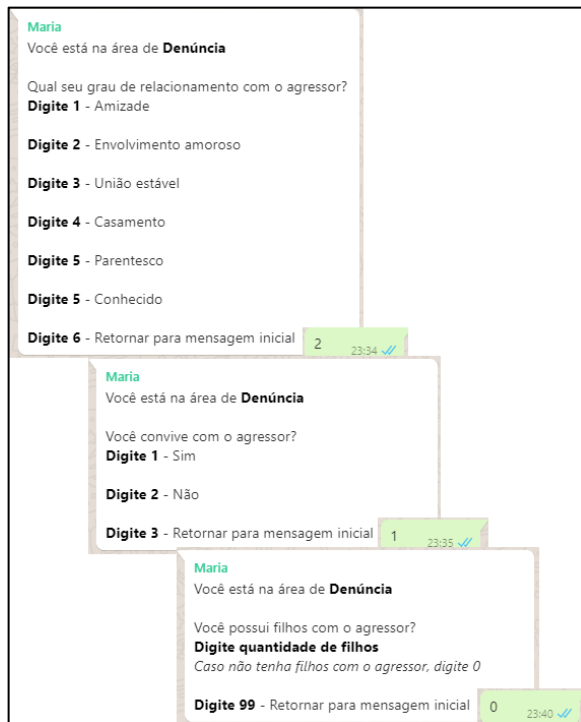 Maria
Você está na área de Denúncia
Qual seu grau de relacionamento com o agressor?
Digite 1 - Amizade
Digite 2 - Envolvimento amoroso
Digite 3 - União estável
Digite 4 - Casamento
Digite 5 - Parentesco
Digite 5 - Conhecido
Digite 6 - Retornar para mensagem inicial
2
23:34
Maria
Você está na área de Denúncia
Você convive com o agressor?
Digite 1 - Sim
Digite 2 - Não
Digite 3 - Retornar para mensagem inicial
1
23:35
Maria
Você está na área de Denúncia
Você possui filhos com o agressor?
Digite quantidade de filhos
Caso não tenha filhos com o agressor, digite 0
Digite 99 - Retornar para mensagem inicial
0
23:40